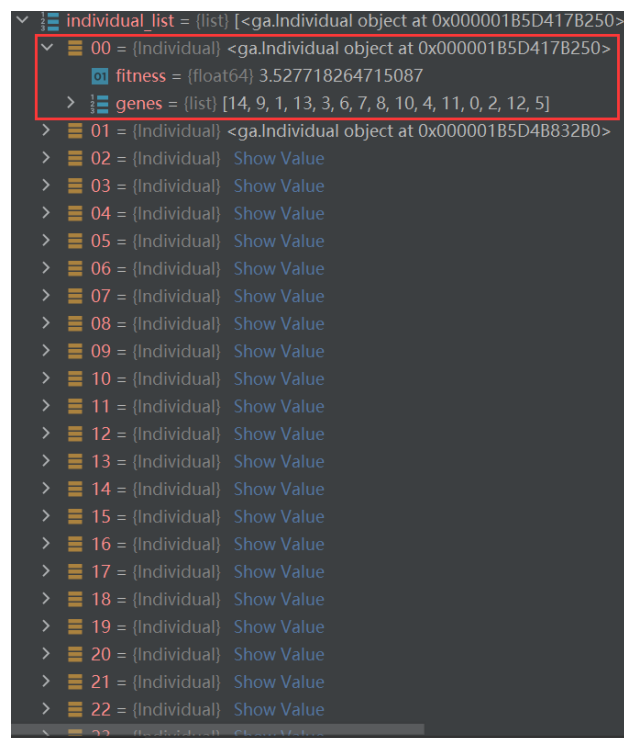 individual_list = {list} [<ga.Individual object at 0x000001B5D417B250>
00 = {Individual} <ga.Individual object at 0x000001B5D417B250>
01 fitness = {float64} 3.527718264715087
genes = {list} [14, 9, 1, 13, 3, 6, 7, 8, 10, 4, 11, 0, 2, 12, 5]
01 = {Individual} <ga.Individual object at 0x000001B5D4B832B0>
02 = {Individual} Show Value
03 = {Individual} Show Value
04 = {Individual} Show Value
05 = {Individual} Show Value
06 = {Individual} Show Value
07 = {Individual} Show Value
08 = {Individual} Show Value
09 = {Individual} Show Value
10 = {Individual} Show Value
11 = {Individual} Show Value
12 = {Individual} Show Value
13 = {Individual} Show Value
14 = {Individual} Show Value
15 = {Individual} Show Value
16 = {Individual} Show Value
17 = {Individual} Show Value
18 = {Individual} Show Value
19 = {Individual} Show Value
20 = {Individual} Show Value
21 = {Individual} Show Value
22 = {Individual} Show Value